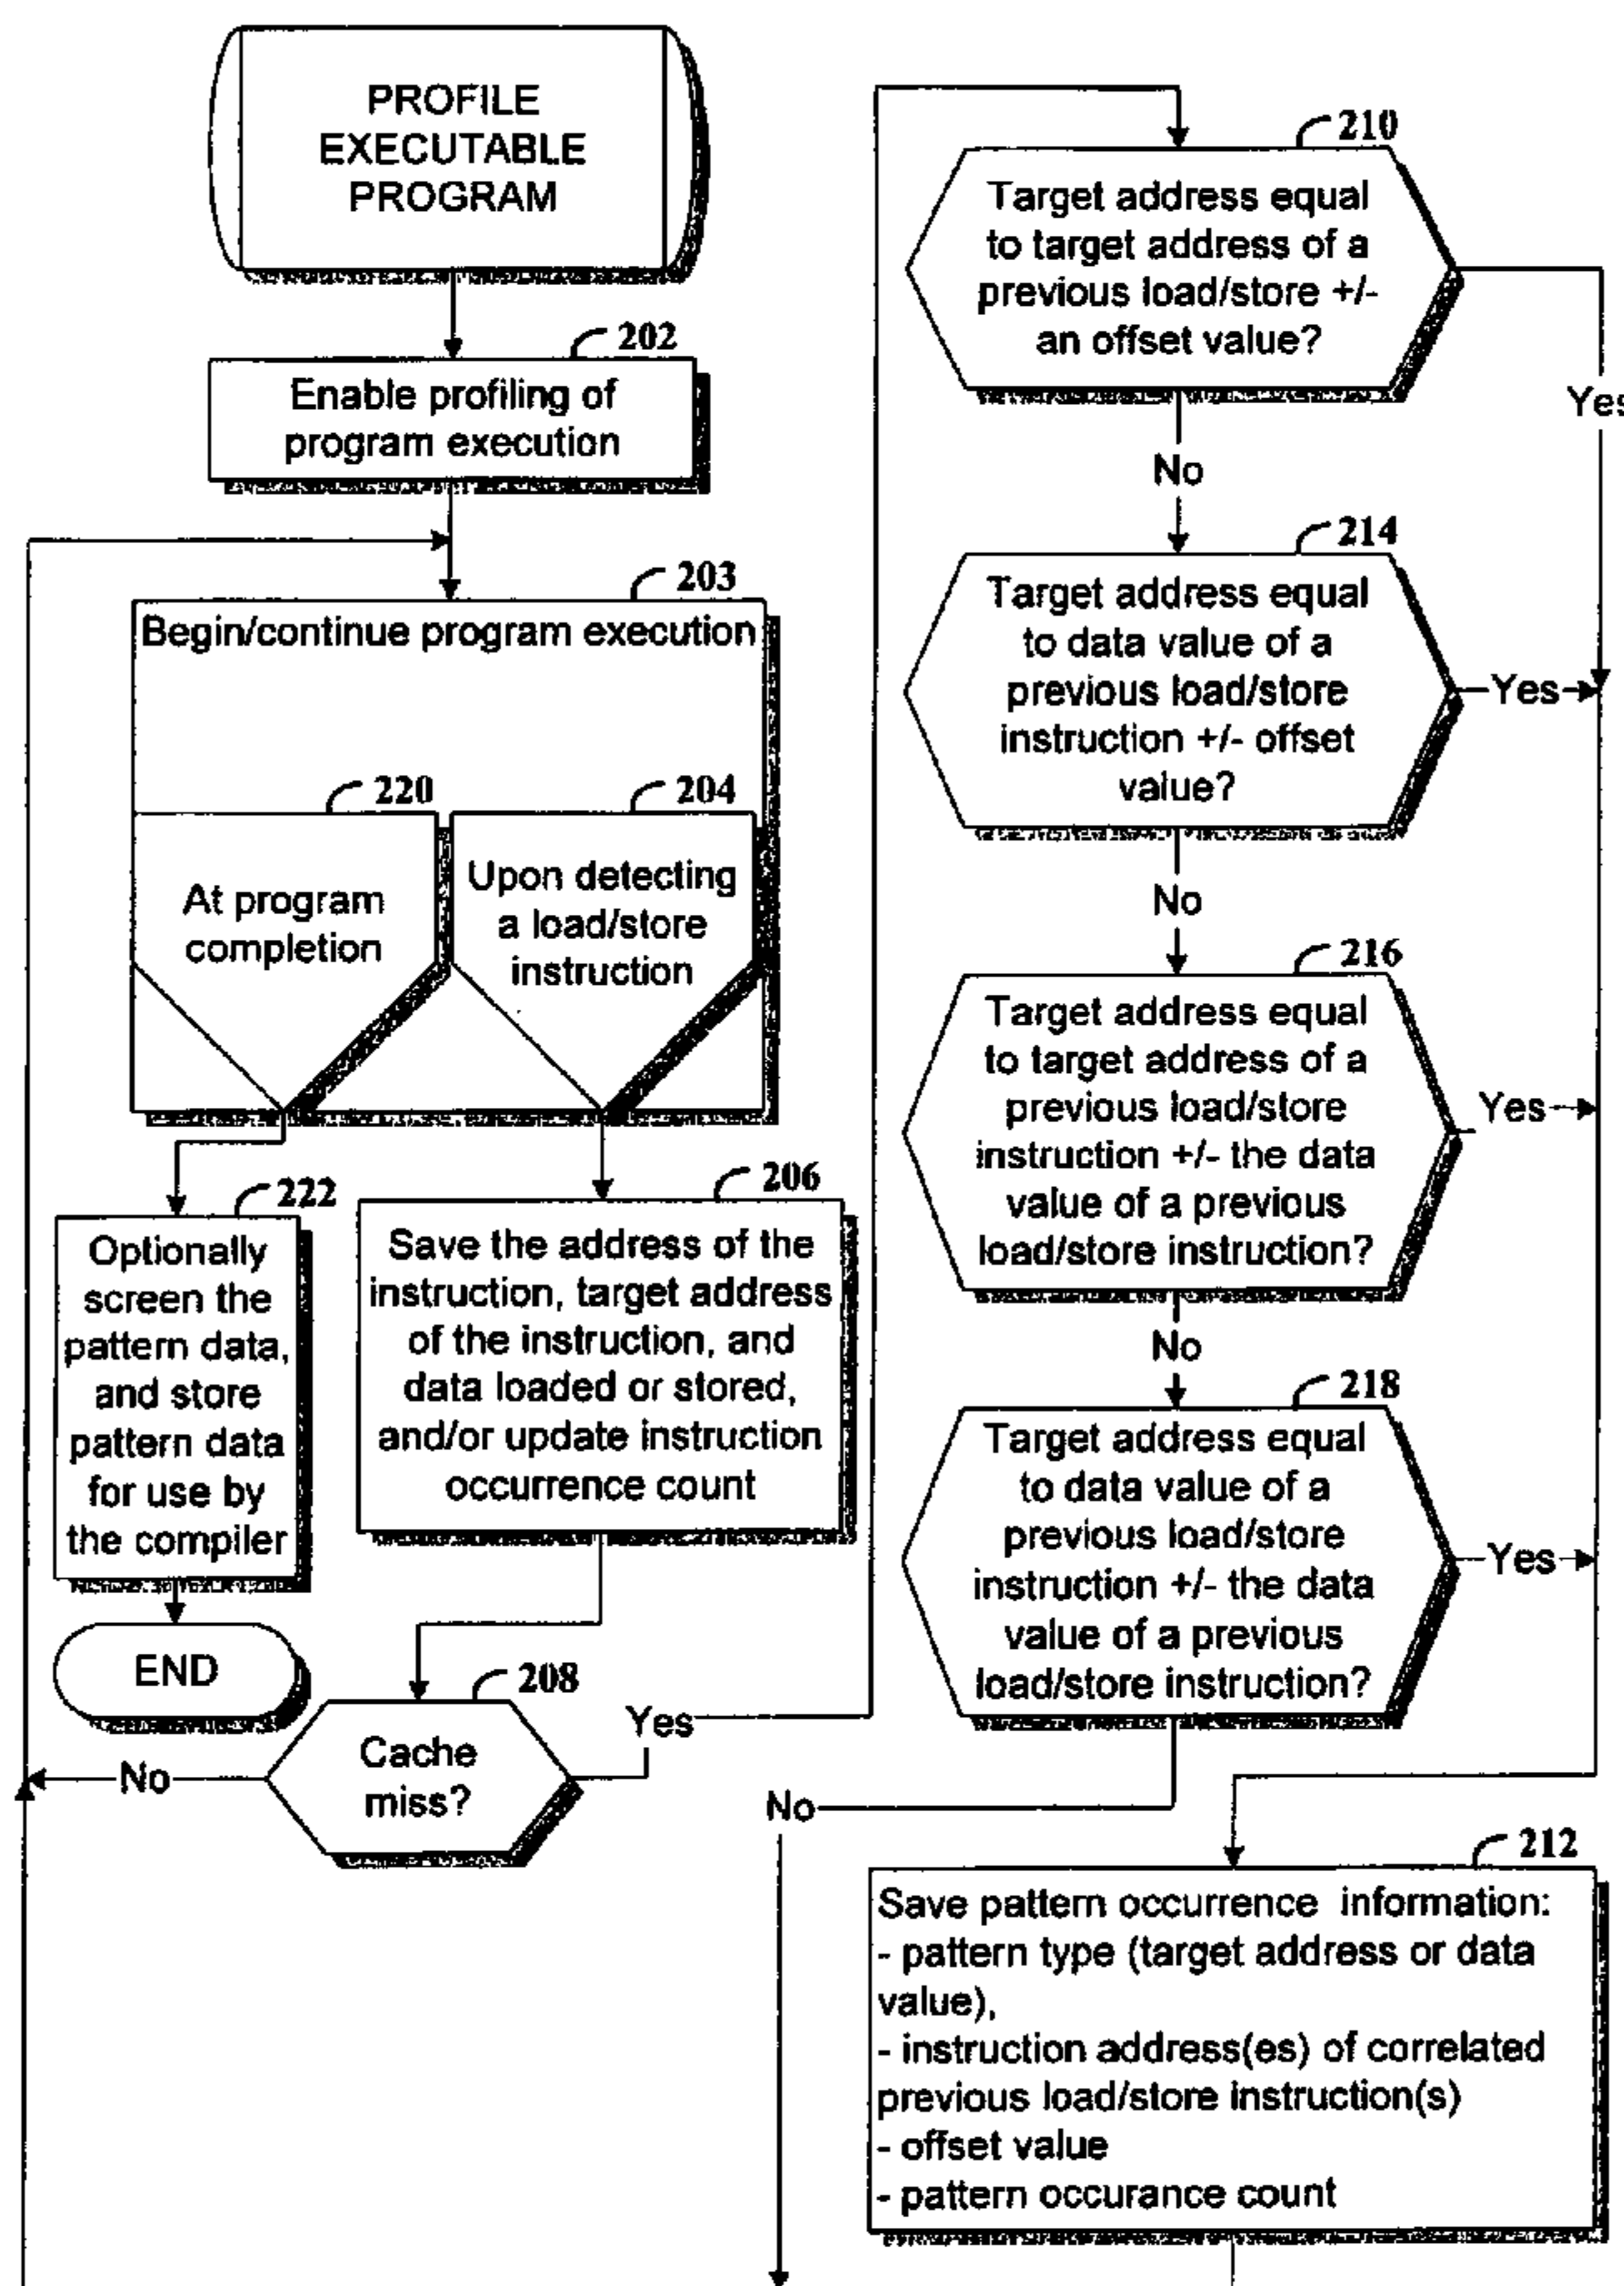 PROFILE
EXECUTABLE
PROGRAM
202
Enable profiling of
program execution
203
Begin/continue program execution
220
At program
completion
204
Upon detecting
a load/store
instruction
222
Optionally
screen the
pattern data,
and store
pattern data
for use by
the compiler
END
206
Save the address of the
instruction, target address
of the instruction, and
data loaded or stored,
and/or update instruction
occurrence count
208
Cache
miss?
No
Yes
210
Target address equal
to target address of a
previous load/store +/-
an offset value?
Yes
No
214
Target address equal
to data value of a
previous load/store
instruction +/- offset
value?
Yes
No
216
Target address equal
to target address of a
previous load/store
instruction +/- the data
value of a previous
load/store instruction?
Yes
No
218
Target address equal
to data value of a
previous load/store
instruction +/- the data
value of a previous
load/store instruction?
Yes
No
212
Save pattern occurrence information:
- pattern type (target address or data
value),
- instruction address(es) of correlated
previous load/store instruction(s)
- offset value
- pattern occurance count